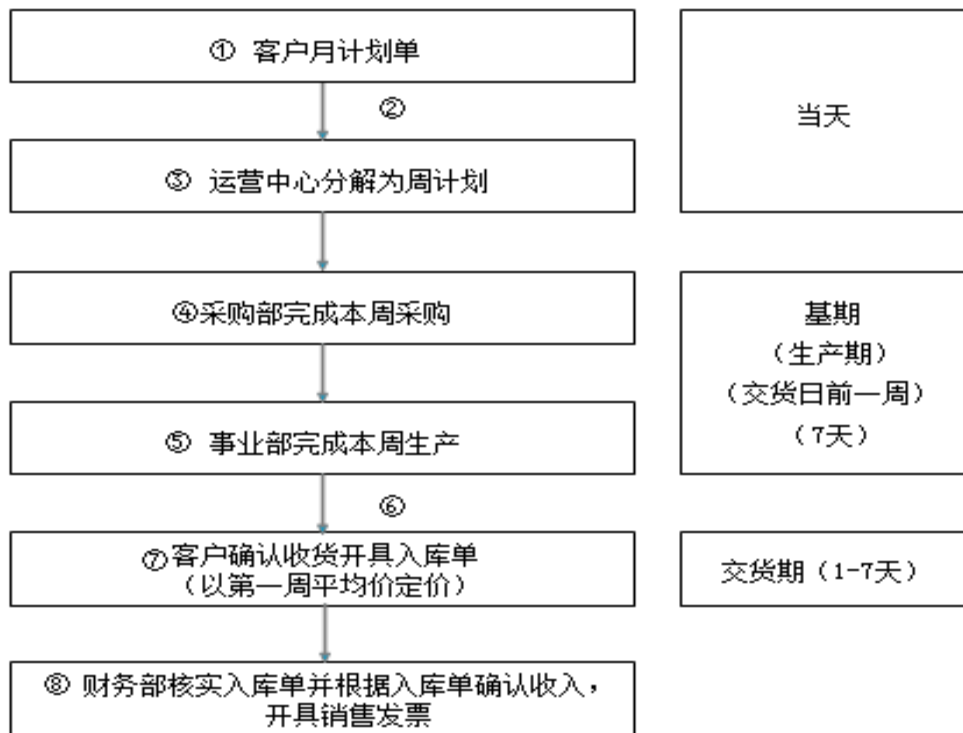 ① 客户月计划单
②
当天
③ 运营中心分解为周计划
④采购部完成本周采购
基期
（生产期）
（交货日前一周）
（7天）
⑤ 事业部完成本周生产
⑥
⑦客户确认收货开具入库单
（以第一周平均价定价）
交货期（1-7天）
⑧ 财务部核实入库单并根据入库单确认收入，
开具销售发票